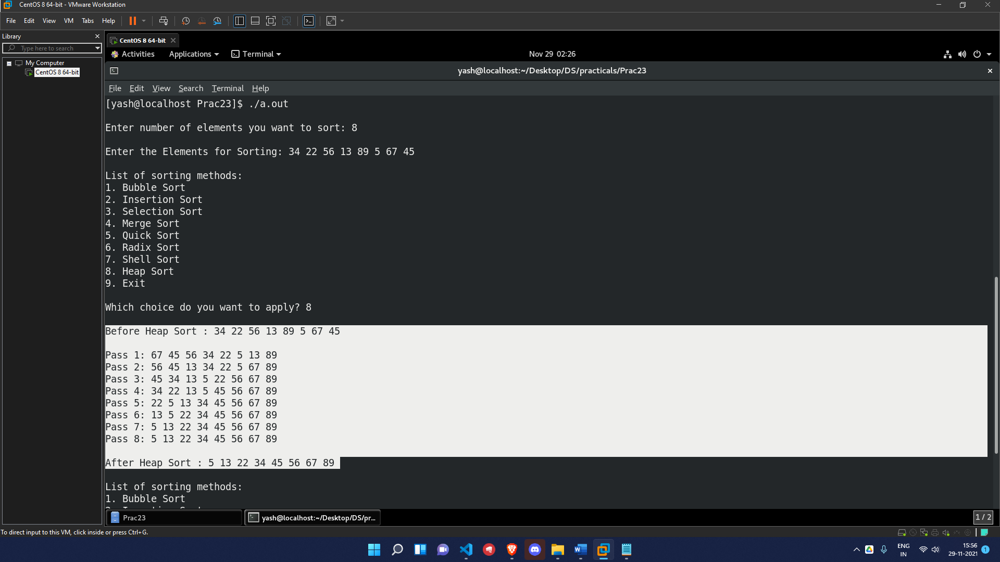 CentOS 8 64-bit - VMware Workstation
File Edit View VM Tabs Help
Library
Type here to search
My Computer
CentOS 8 64-bit
CentOS 8 64-bit
Activities Applications Terminal Nov 29 02:26
yash@localhost:~/Desktop/DS/practicals/Prac23
File Edit View Search Terminal Help
[yash@localhost Prac23]$ ./a.out
Enter number of elements you want to sort: 8
Enter the Elements for Sorting: 34 22 56 13 89 5 67 45
List of sorting methods:
1. Bubble Sort
2. Insertion Sort
3. Selection Sort
4. Merge Sort
5. Quick Sort
6. Radix Sort
7. Shell Sort
8. Heap Sort
9. Exit
Which choice do you want to apply? 8
Before Heap Sort : 34 22 56 13 89 5 67 45
Pass 1: 67 45 56 34 22 5 13 89
Pass 2: 56 45 13 34 22 5 67 89
Pass 3: 45 34 13 5 22 56 67 89
Pass 4: 34 22 13 5 45 56 67 89
Pass 5: 22 5 13 34 45 56 67 89
Pass 6: 13 5 22 34 45 56 67 89
Pass 7: 5 13 22 34 45 56 67 89
Pass 8: 5 13 22 34 45 56 67 89
After Heap Sort : 5 13 22 34 45 56 67 89
List of sorting methods:
1. Bubble Sort
Prac23
yash@localhost:~/Desktop/DS/pr...
1 / 2
To direct input to this VM, click inside or press Ctrl+G.
ENG
IN
15:56
29-11-2021
1